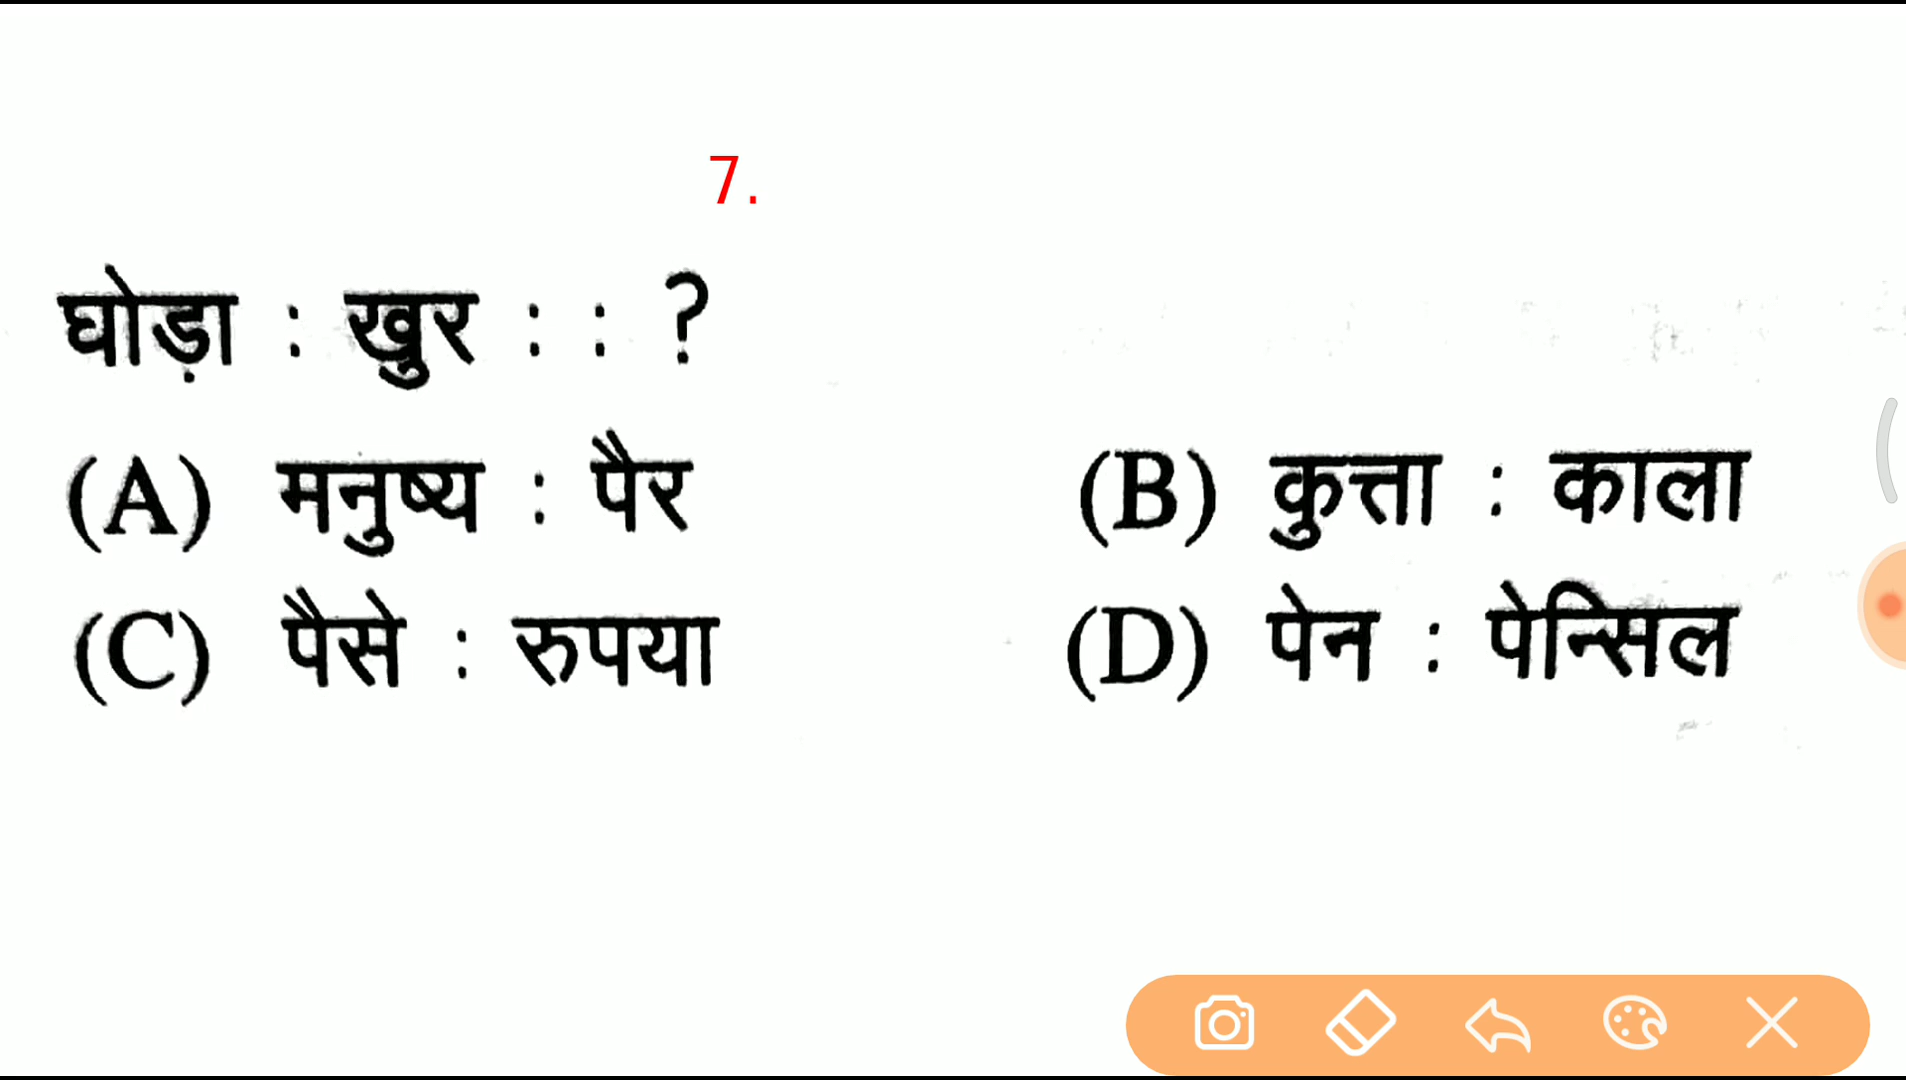 7.
घोड़ा : खुर : : ?
(A) मनुष्य : पैर (B) कुत्ता : काला
(C) पैसे : रुपया (D) पेन : पेन्सिल